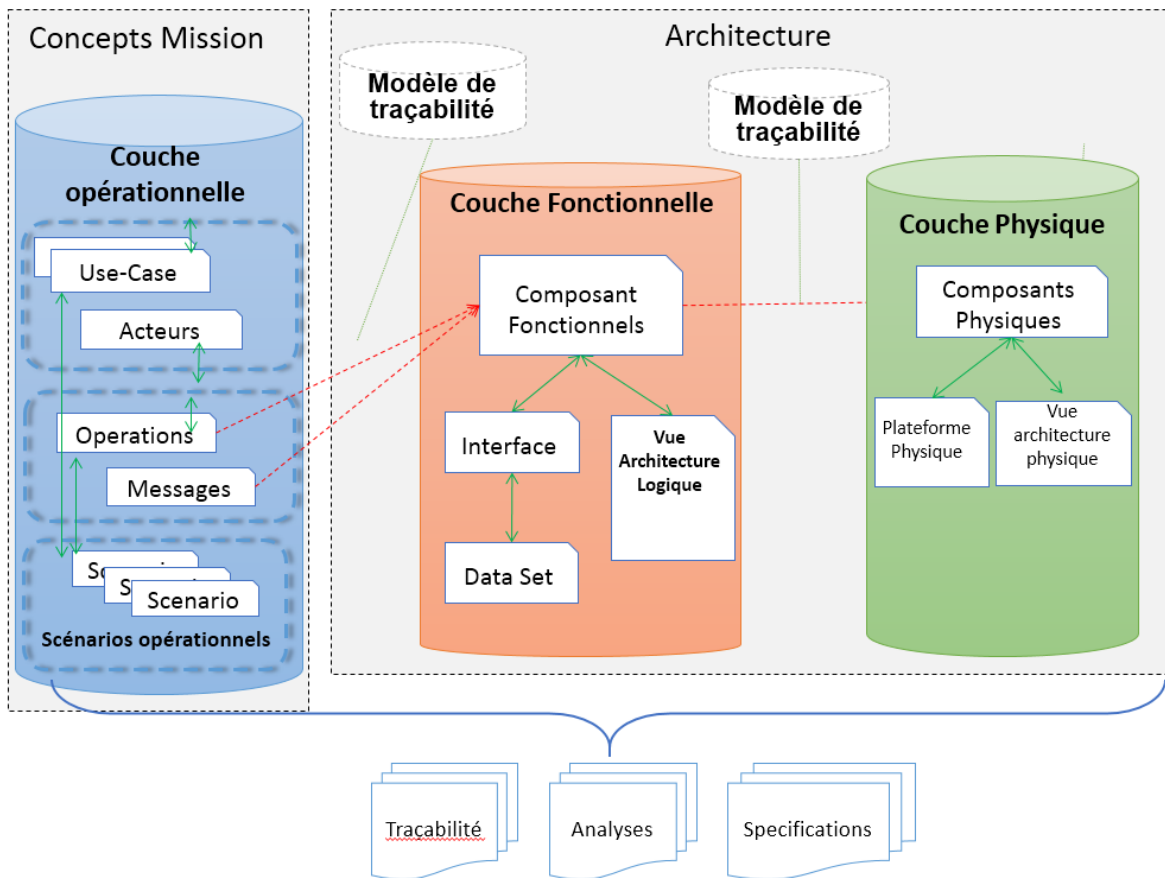 Concepts Mission
Couche
opérationnelle
Use-Case
Acteurs
Operations
Messages
Scenario
Scénarios opérationnels
Architecture
Modèle de
traçabilité
Modèle de
traçabilité
Couche Fonctionnelle
Composant
Fonctionnels
Interface
Vue
Architecture
Logique
Data Set
Couche Physique
Composants
Physiques
Plateforme
Physique
Vue
architecture
physique
Traçabilité
Analyses
Specifications